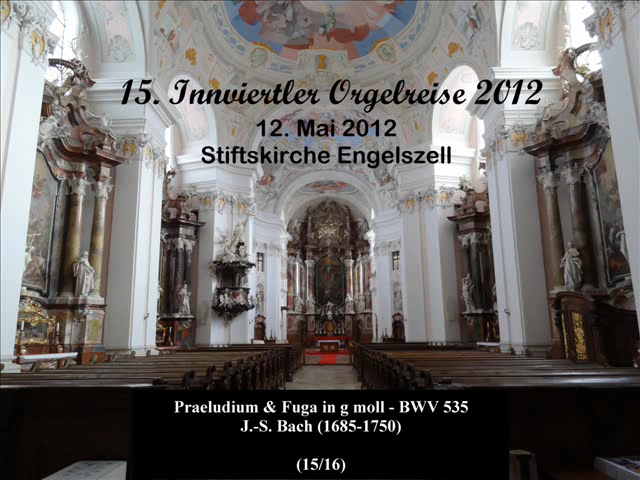 15. Innviertler Orgelreise 2012
12. Mai 2012
Stiftskirche Engelszell
Praeludium & Fuga in g moll - BWV 535
J.-S. Bach (1685-1750)
(15/16)